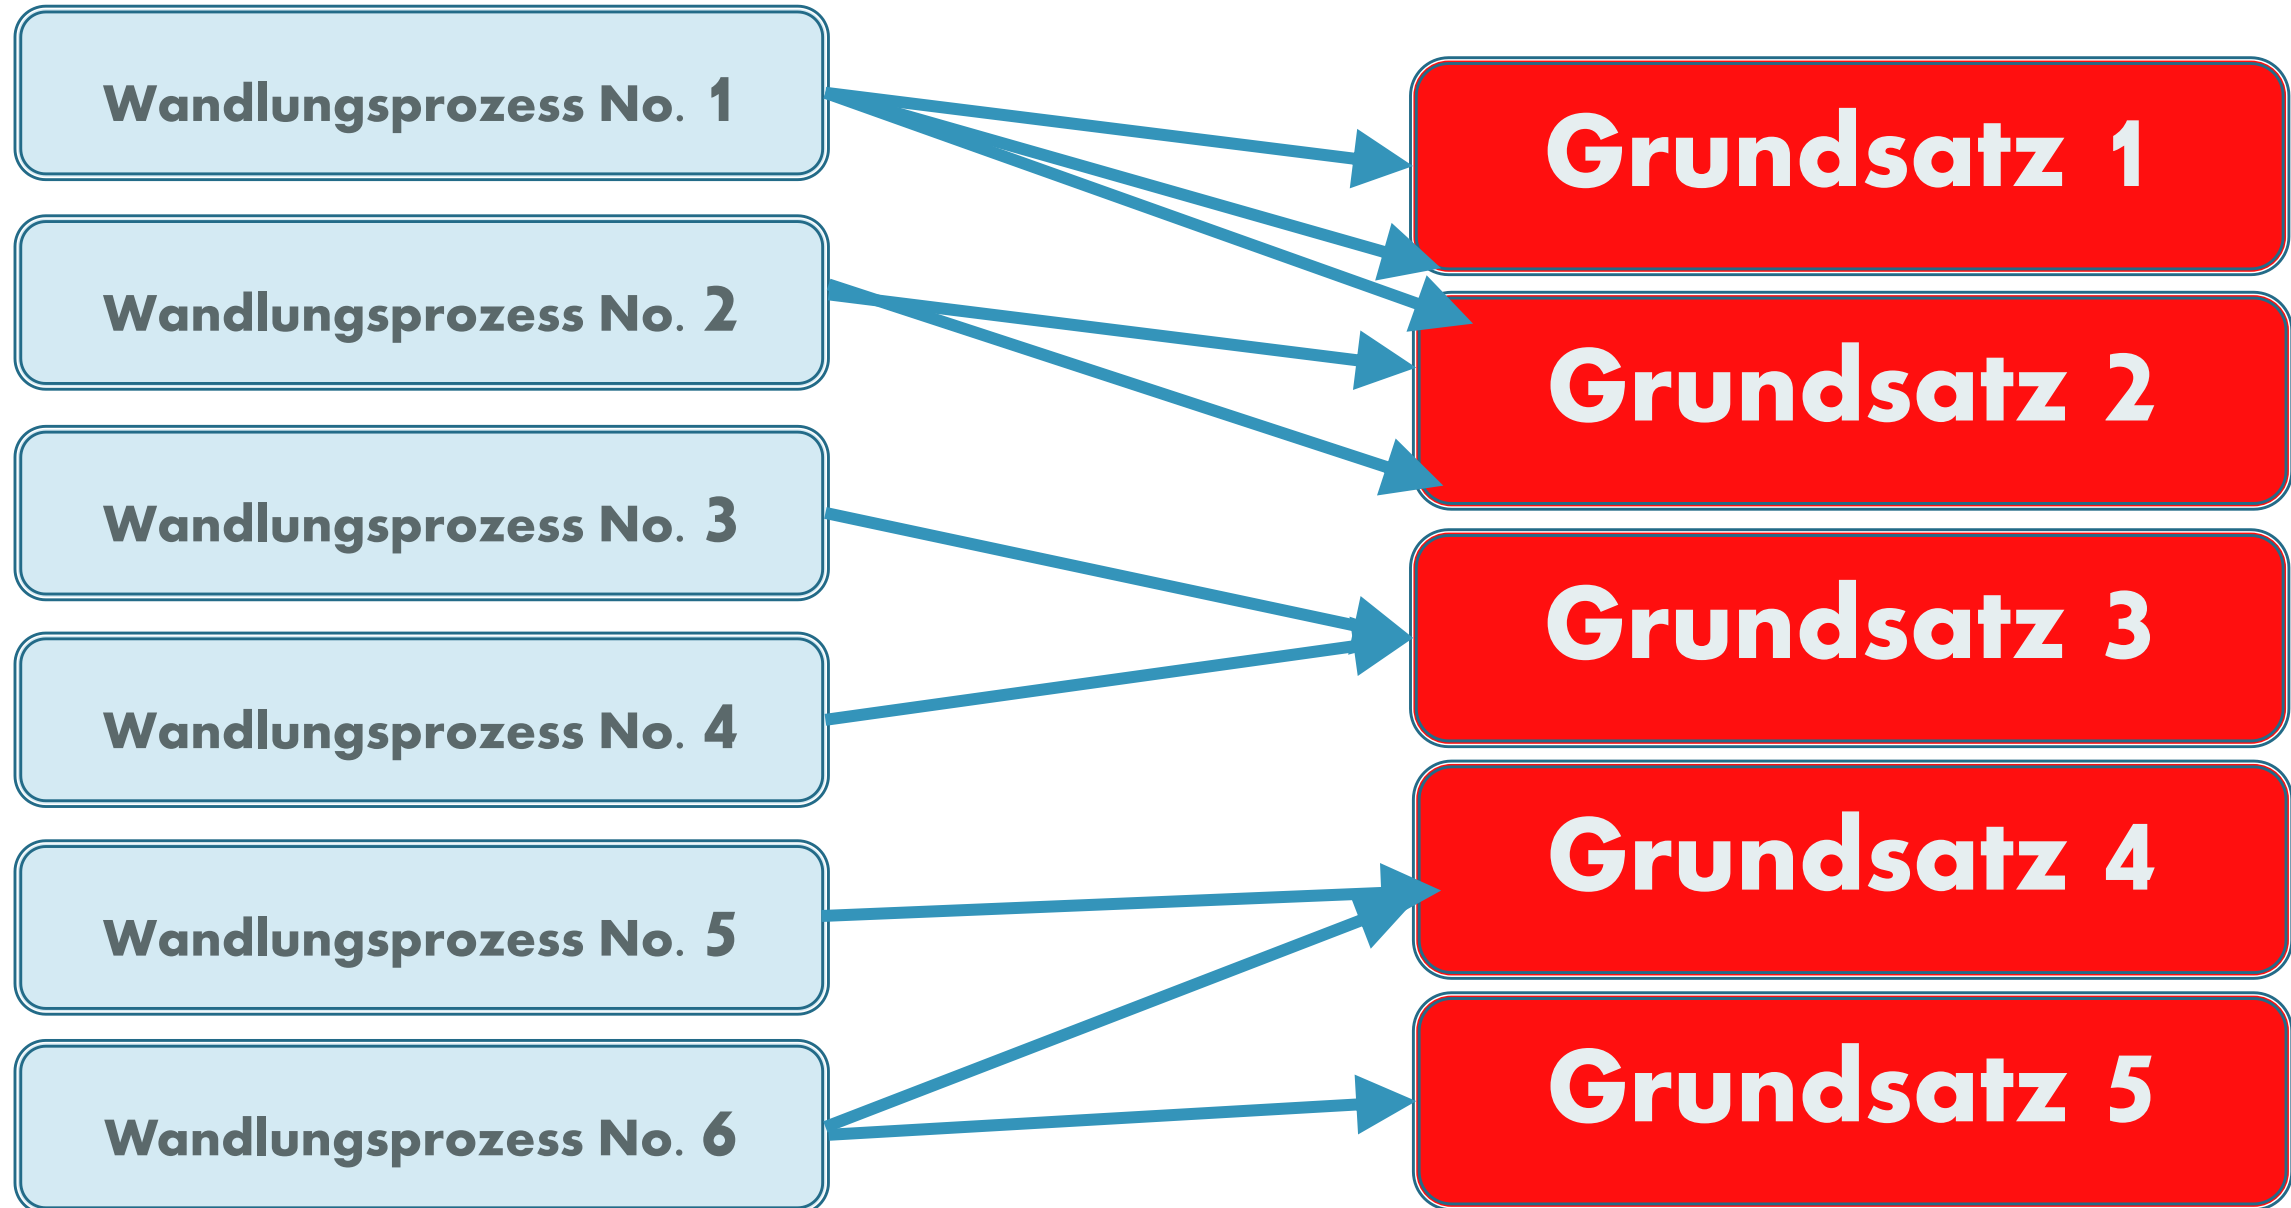 Wandlungsprozess No. 1
Wandlungsprozess No. 2
Wandlungsprozess No. 3
Wandlungsprozess No. 4
Wandlungsprozess No. 5
Wandlungsprozess No. 6
Grundsatz 1
Grundsatz 2
Grundsatz 3
Grundsatz 4
Grundsatz 5